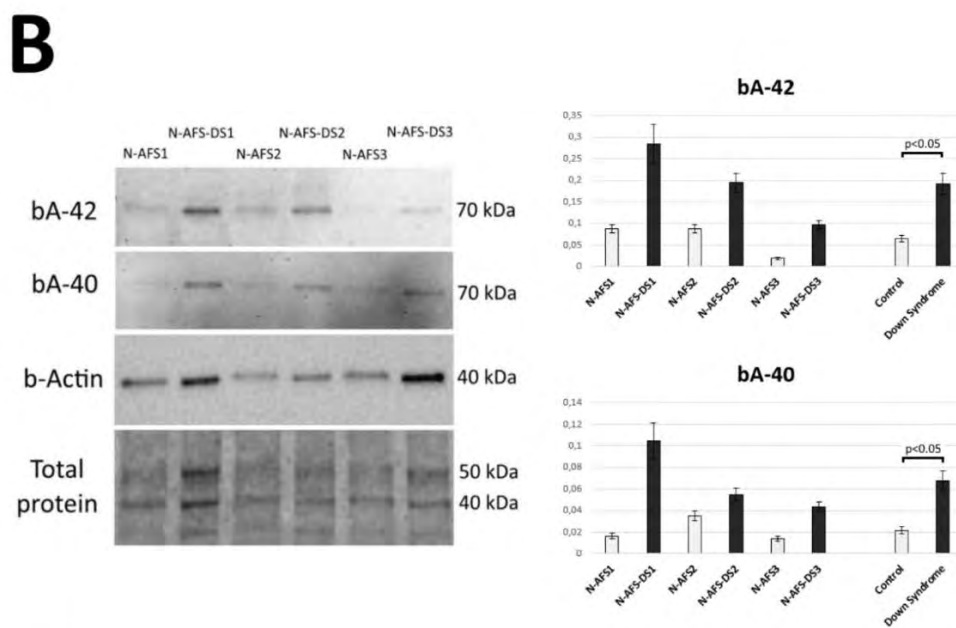 B
N-AFS-DS1 N-AFS-DS2 N-AFS-DS3
N-AFS1 N-AFS2 N-AFS3
bA-42 70 kDa
bA-40 70 kDa
b-Actin 40 kDa
Total protein
50 kDa
40 kDa
bA-42
0,35
0,3
0,25
0,2
0,15
0,1
0,05
0
p<0.05
N-AFS1 N-AFS-DS1 N-AFS2 N-AFS-DS2 N-AFS3 N-AFS-DS3 Control Down Syndrome
bA-40
0,14
0,12
0,1
0,08
0,06
0,04
0,02
0
p<0.05
N-AFS1 N-AFS-DS1 N-AFS2 N-AFS-DS2 N-AFS3 N-AFS-DS3 Control Down Syndrome